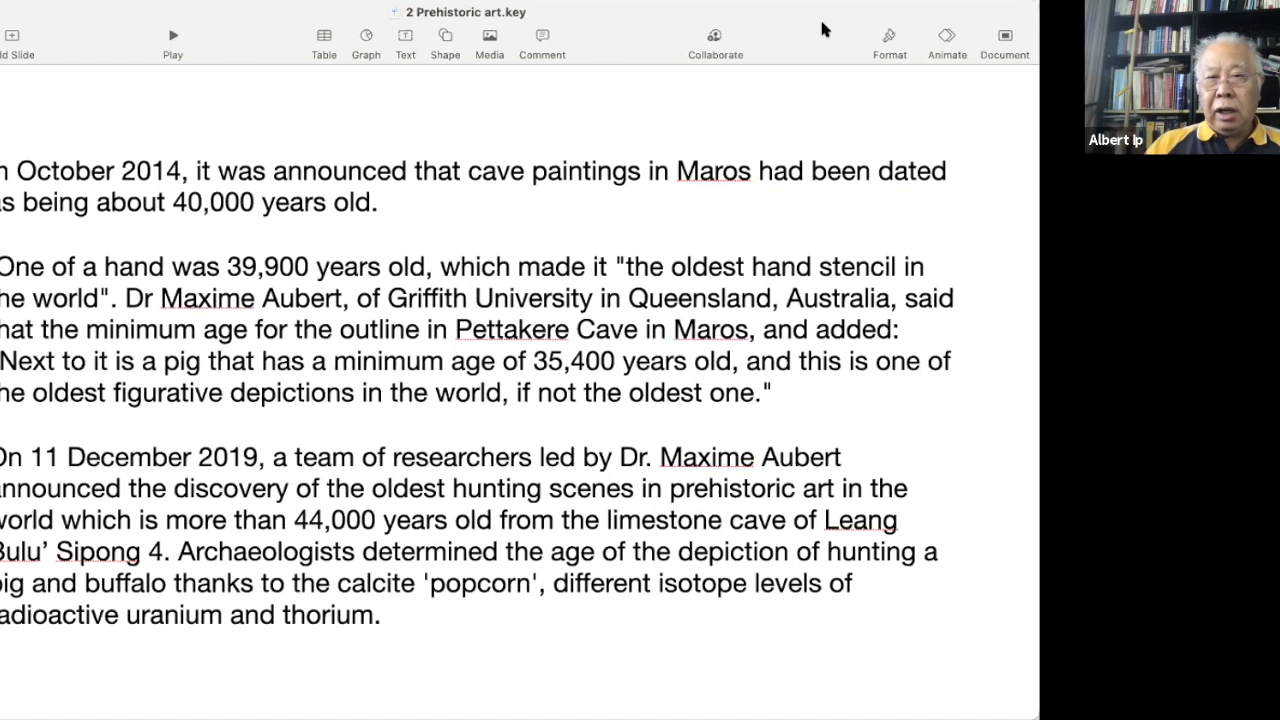 2 Prehistoric art.key
d Slide
Play
Table
Graph
Text
Shape
Media
Comment
Collaborate
Format
Animate
Document
Albert Ip
n October 2014, it was announced that cave paintings in Maros had been dated
s being about 40,000 years old.
One of a hand was 39,900 years old, which made it "the oldest hand stencil in
he world". Dr Maxime Aubert, of Griffith University in Queensland, Australia, said
hat the minimum age for the outline in Pettakere Cave in Maros, and added:
Next to it is a pig that has a minimum age of 35,400 years old, and this is one of
he oldest figurative depictions in the world, if not the oldest one."
On 11 December 2019, a team of researchers led by Dr. Maxime Aubert
nnounced the discovery of the oldest hunting scenes in prehistoric art in the
world which is more than 44,000 years old from the limestone cave of Leang
Bulu’ Sipong 4. Archaeologists determined the age of the depiction of hunting a
pig and buffalo thanks to the calcite 'popcorn', different isotope levels of
adioactive uranium and thorium.